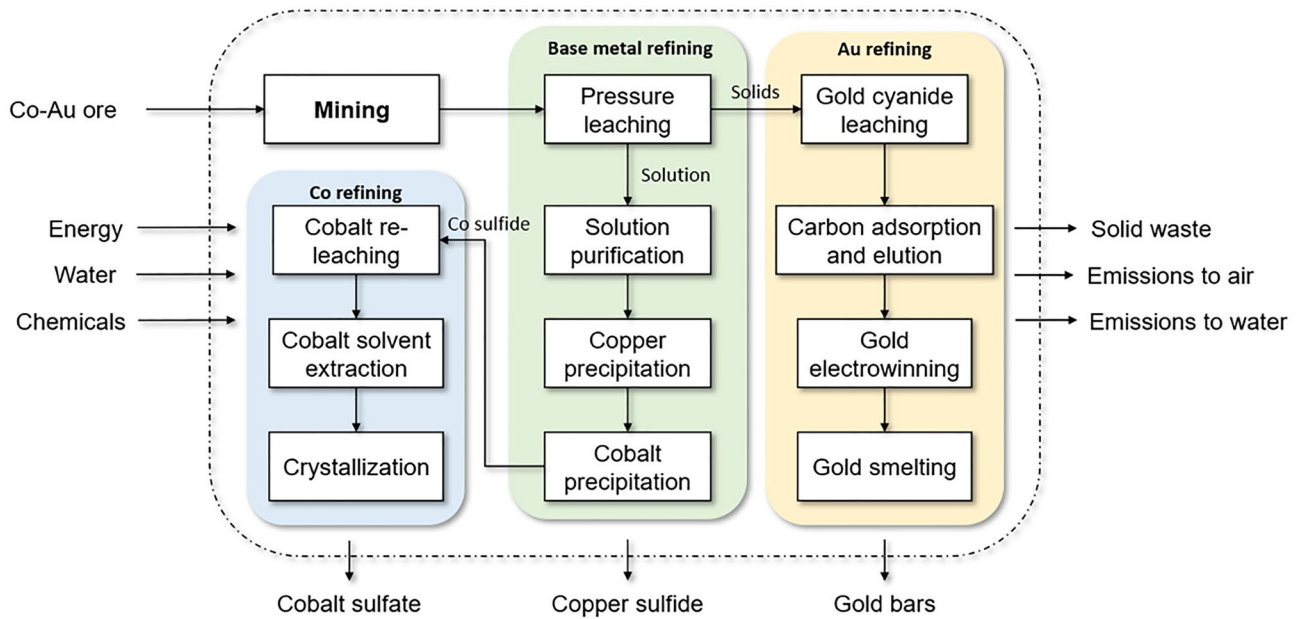 Base metal refining
Au refining
Co-Au ore
Mining
Pressure
leaching
Solids
Gold cyanide
leaching
Solution
Co refining
Energy
Water
Chemicals
Cobalt re-
leaching
Co sulfide
Solution
purification
Carbon adsorption
and elution
Solid waste
Emissions to air
Emissions to water
Cobalt solvent
extraction
Copper
precipitation
Gold
electrowinning
Crystallization
Cobalt
precipitation
Gold smelting
Cobalt sulfate
Copper sulfide
Gold bars